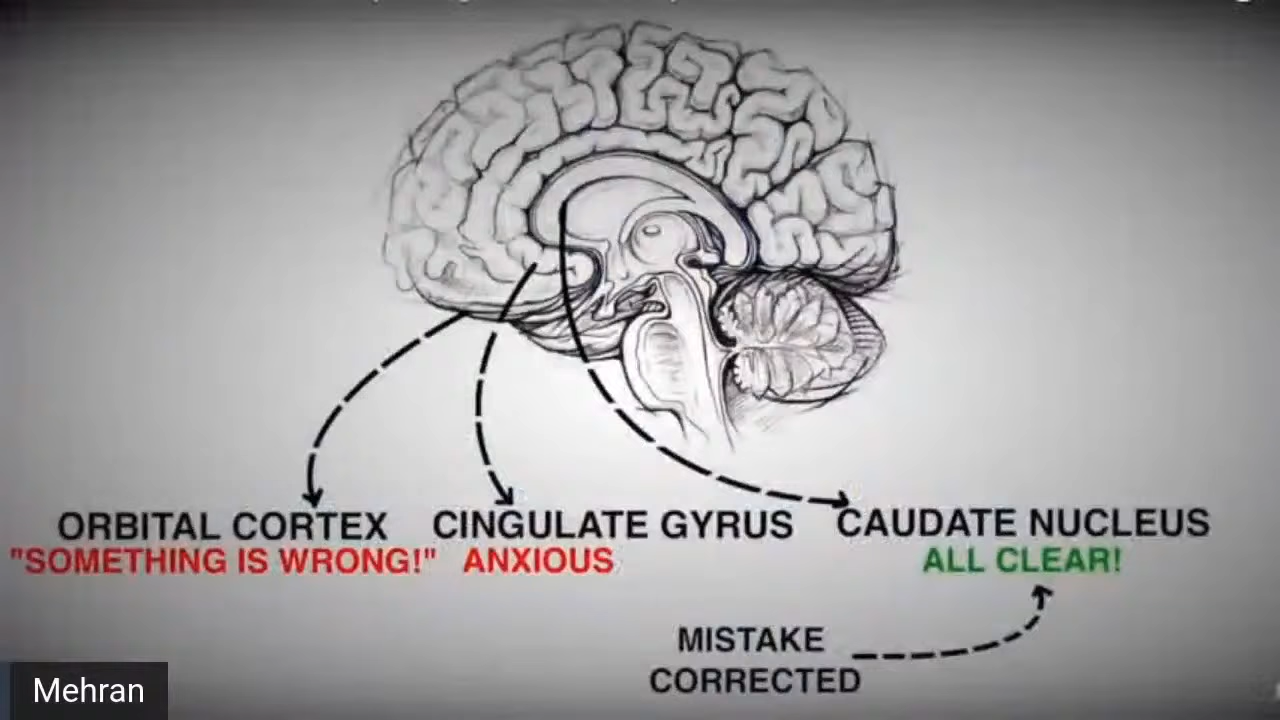 ORBITAL CORTEX
"SOMETHING IS WRONG!"
CINGULATE GYRUS
ANXIOUS
CAUDATE NUCLEUS
ALL CLEAR!
MISTAKE
CORRECTED
Mehran